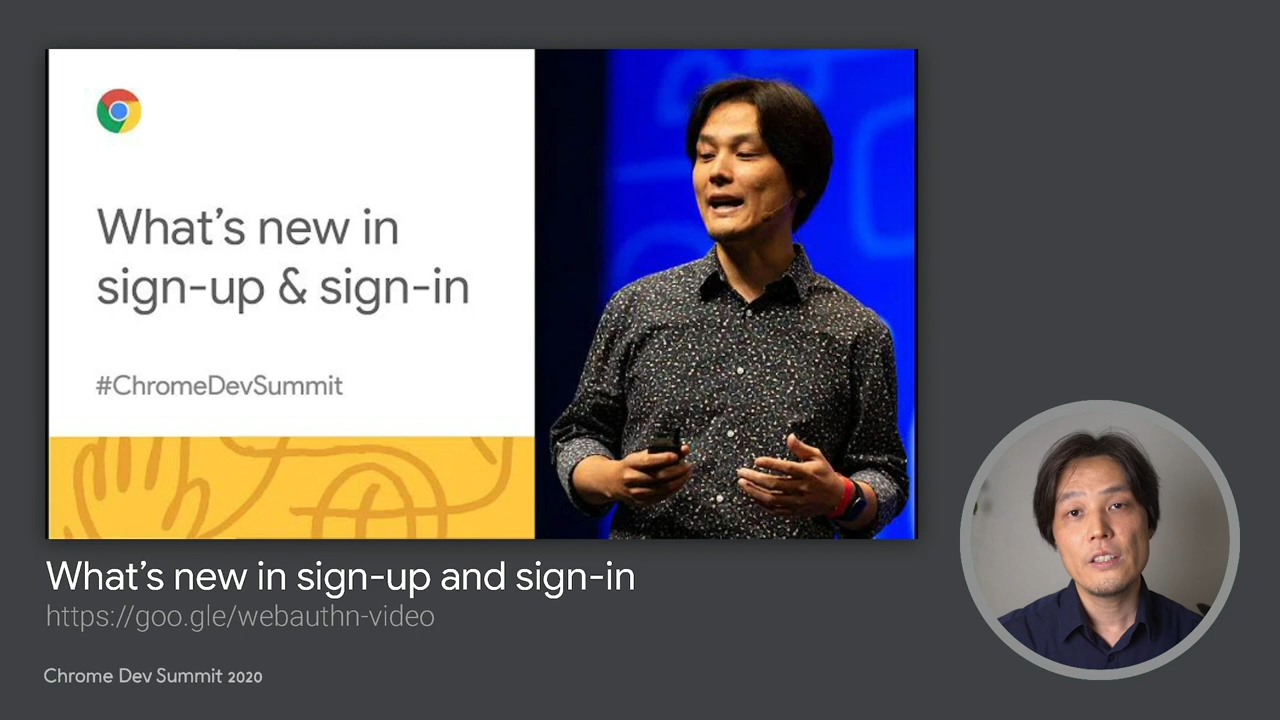 What’s new in
sign-up & sign-in
#ChromeDevSummit
What’s new in sign-up and sign-in
https://goo.gle/webauthn-video
Chrome Dev Summit 2020